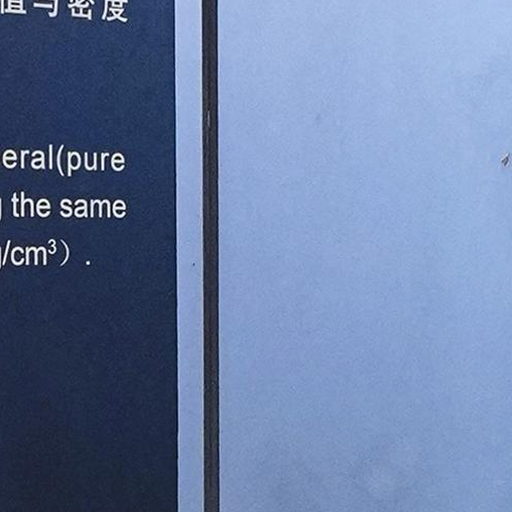 值与密度
eral(pure
the same
/cm³）.